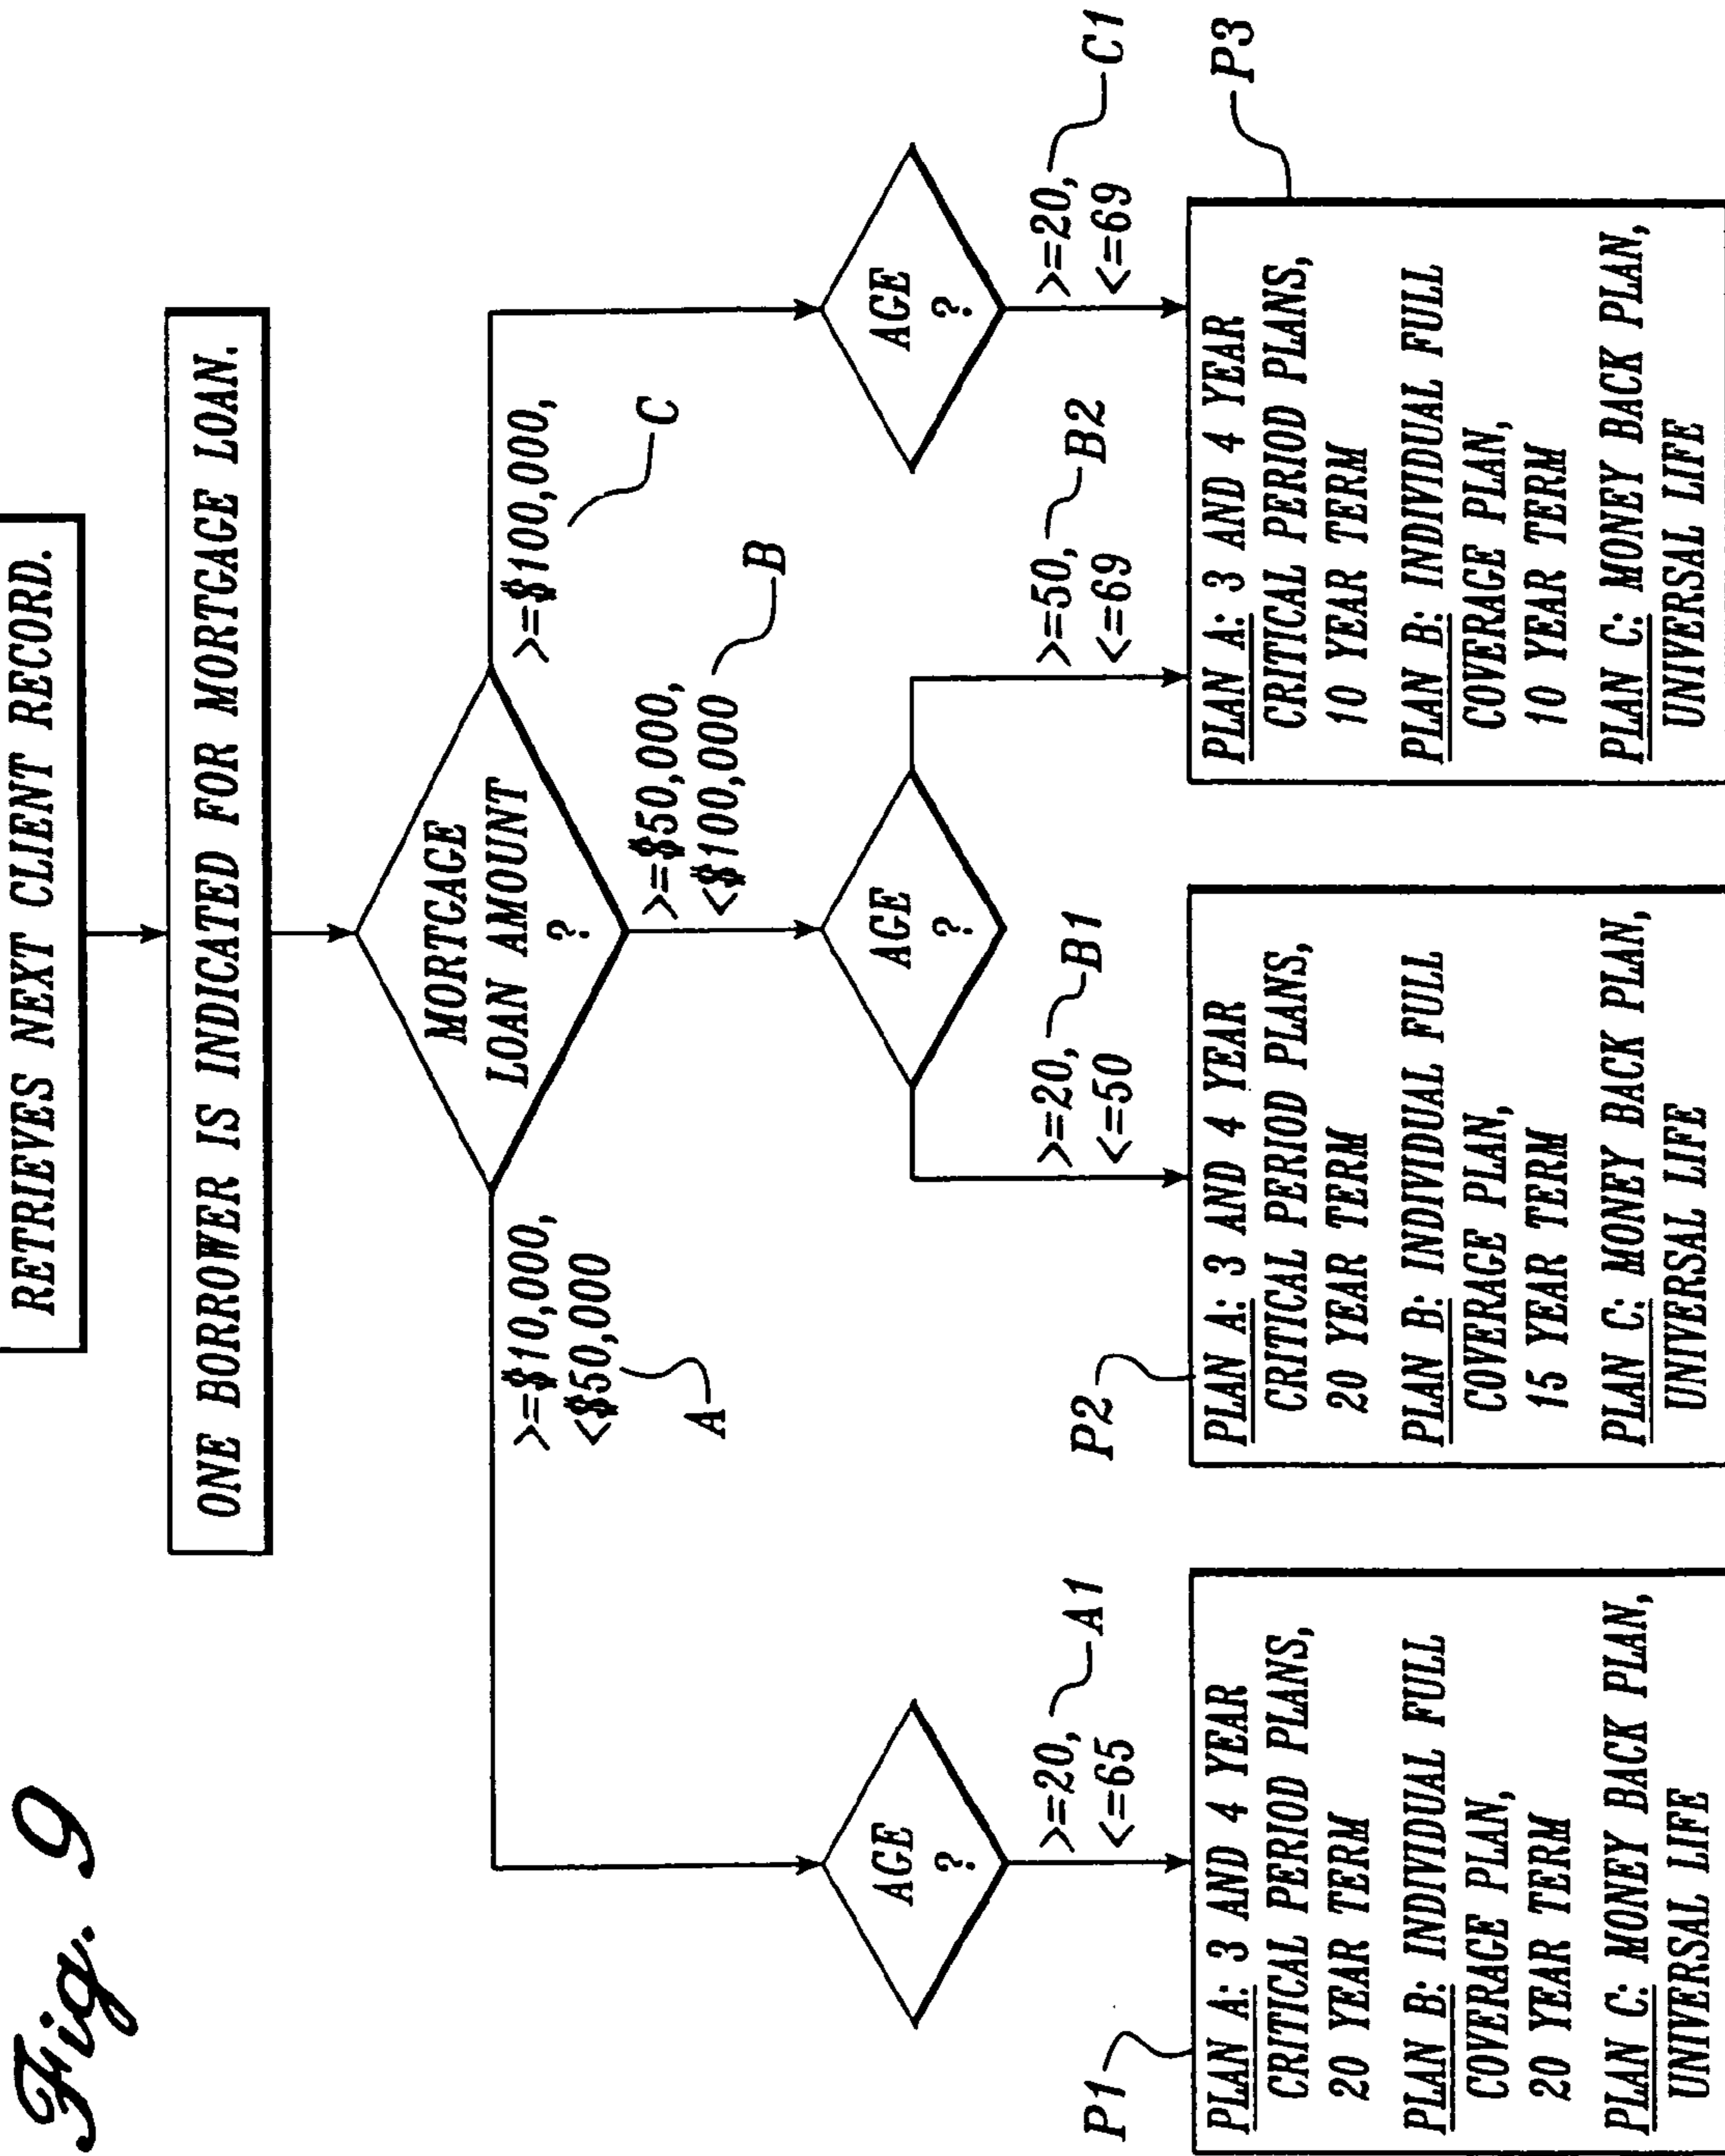 Fig. 9
RETRIEVES NEXT CLIENT RECORD.
ONE BORROWER IS INDICATED FOR MORTGAGE LOAN.
MORTGAGE
LOAN AMOUNT
?
>=$10,000,
<$50,000
A
>=$50,000,
<$100,000
B
>=$100,000,
C
AGE
?
>=20,
<=65
A1
AGE
?
>=20,
<=50
B1
>=50,
<=69
B2
AGE
?
>=20,
<=69
C1
P1
PLAN A: 3 AND 4 YEAR
CRITICAL PERIOD PLANS,
20 YEAR TERM
PLAN B: INDIVIDUAL FULL
COVERAGE PLAN,
20 YEAR TERM
PLAN C: MONEY BACK PLAN,
UNIVERSAL LIFE
P2
PLAN A: 3 AND 4 YEAR
CRITICAL PERIOD PLANS,
20 YEAR TERM
PLAN B: INDIVIDUAL FULL
COVERAGE PLAN,
15 YEAR TERM
PLAN C: MONEY BACK PLAN,
UNIVERSAL LIFE
P3
PLAN A: 3 AND 4 YEAR
CRITICAL PERIOD PLANS,
10 YEAR TERM
PLAN B: INDIVIDUAL FULL
COVERAGE PLAN,
10 YEAR TERM
PLAN C: MONEY BACK PLAN,
UNIVERSAL LIFE